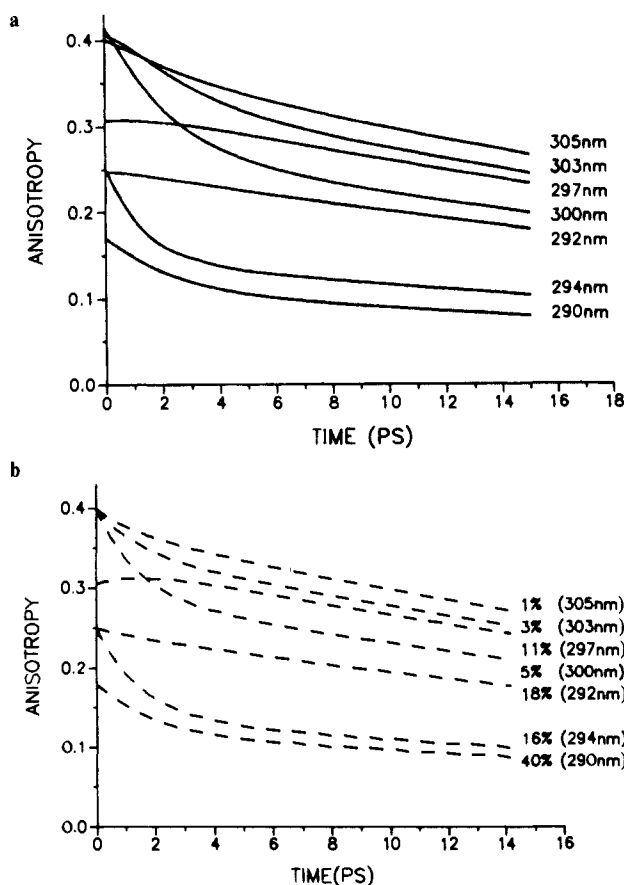 a
0.4
0.3
0.2
0.1
0.0
ANISOTROPY
305nm
303nm
297nm
300nm
292nm
294nm
290nm
0 2 4 6 8 10 12 14 16 18
TIME (PS)
b
0.4
0.3
0.2
0.1
0.0
ANISOTROPY
1% (305nm)
3% (303nm)
11% (297nm)
5% (300nm)
18% (292nm)
16% (294nm)
40% (290nm)
0 2 4 6 8 10 12 14 16
TIME(PS)